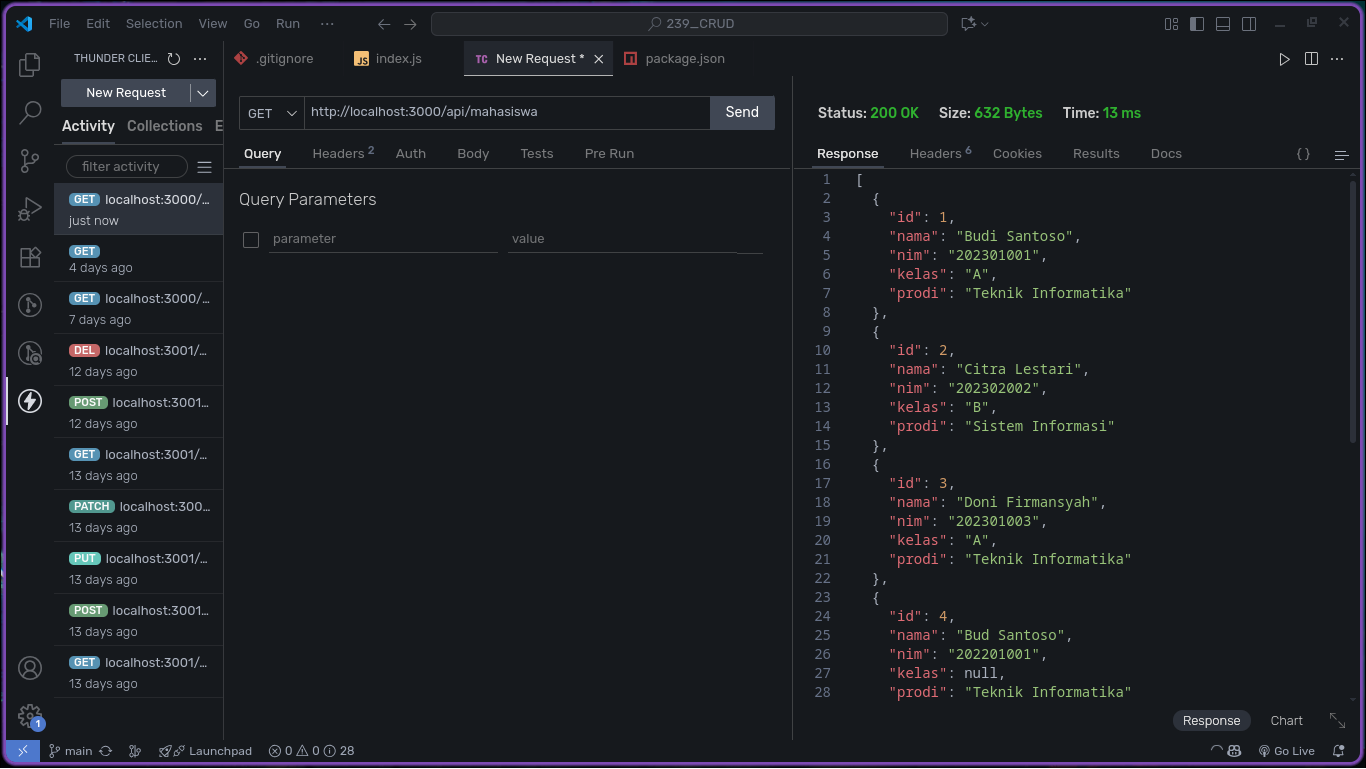 File Edit Selection View Go Run ··· 239_CRUD
THUNDER CLIE... ···
New Request
Activity Collections E
filter activity
GET localhost:3000/...
just now
GET
4 days ago
GET localhost:3000/...
7 days ago
DEL localhost:3001/...
12 days ago
POST localhost:3001...
12 days ago
GET localhost:3001/...
13 days ago
PATCH localhost:300...
13 days ago
PUT localhost:3001/...
13 days ago
POST localhost:3001...
13 days ago
GET localhost:3001/...
13 days ago
.gitignore JS index.js TC New Request * package.json
GET http://localhost:3000/api/mahasiswa Send
Query Headers 2 Auth Body Tests Pre Run
Query Parameters
parameter value
Status: 200 OK Size: 632 Bytes Time: 13 ms
Response Headers 6 Cookies Results Docs {}
1 [
2 {
3 "id": 1,
4 "nama": "Budi Santoso",
5 "nim": "202301001",
6 "kelas": "A",
7 "prodi": "Teknik Informatika"
8 },
9 {
10 "id": 2,
11 "nama": "Citra Lestari",
12 "nim": "202302002",
13 "kelas": "B",
14 "prodi": "Sistem Informasi"
15 },
16 {
17 "id": 3,
18 "nama": "Doni Firmansyah",
19 "nim": "202301003",
20 "kelas": "A",
21 "prodi": "Teknik Informatika"
22 },
23 {
24 "id": 4,
25 "nama": "Bud Santoso",
26 "nim": "202201001",
27 "kelas": null,
28 "prodi": "Teknik Informatika"
Response Chart
1
main Launchpad 0 0 28 Go Live